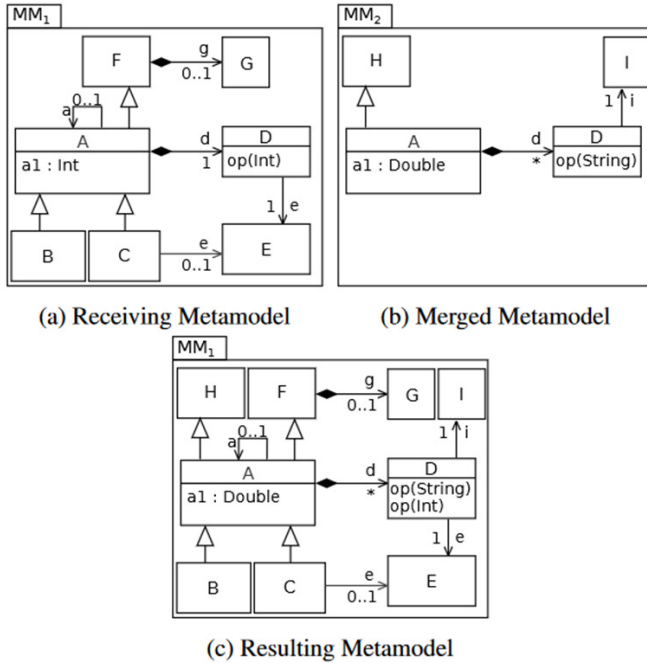 MM1
MM2
F
g
0..1
G
H
I
0..1
a
1
i
A
a1 : Int
d
1
D
op(Int)
A
a1 : Double
d
*
D
op(String)
1
e
B
C
e
0..1
E
(a) Receiving Metamodel
(b) Merged Metamodel
MM1
H
F
g
0..1
G
I
0..1
a
1
i
A
a1 : Double
d
*
D
op(String)
op(Int)
1
e
B
C
e
0..1
E
(c) Resulting Metamodel